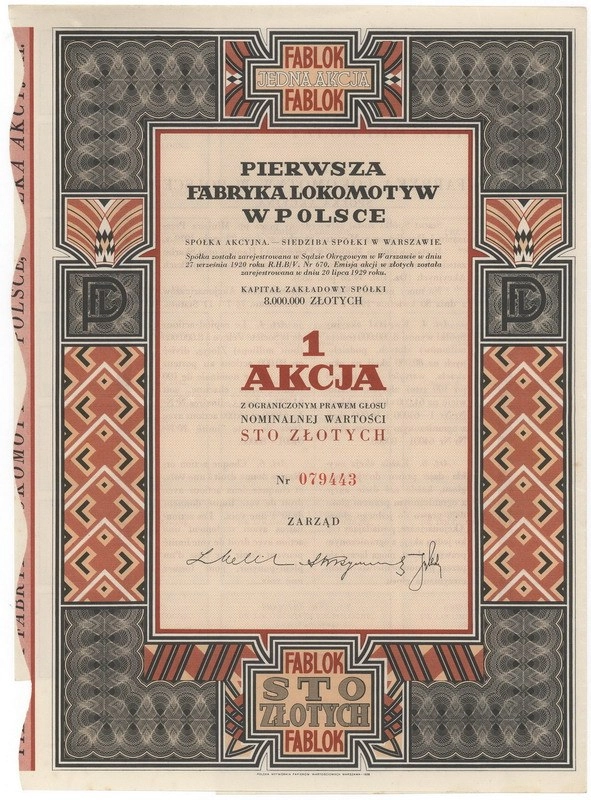 FABLOK
JEDNA AKCJA
FABLOK
PIERWSZA
FABRYKA LOKOMOTYW
W POLSCE
SPÓŁKA AKCYJNA. — SIEDZIBA SPÓŁKI W WARSZAWIE
Spółka została zarejestrowana w Sądzie Okręgowym w Warszawie w dniu
27 września 1920 roku R.H.B/V. Nr 670. Emisja akcji w złotych została
zarejestrowana w dniu 20 lipca 1929 roku.
KAPITAŁ ZAKŁADOWY SPÓŁKI
8.000.000 ZŁOTYCH
1
AKCJA
Z OGRANICZONYM PRAWEM GŁOSU
NOMINALNEJ WARTOŚCI
STO ZŁOTYCH
Nr 079443
ZARZĄD
FABLOK
STO
ZŁOTYCH
FABLOK